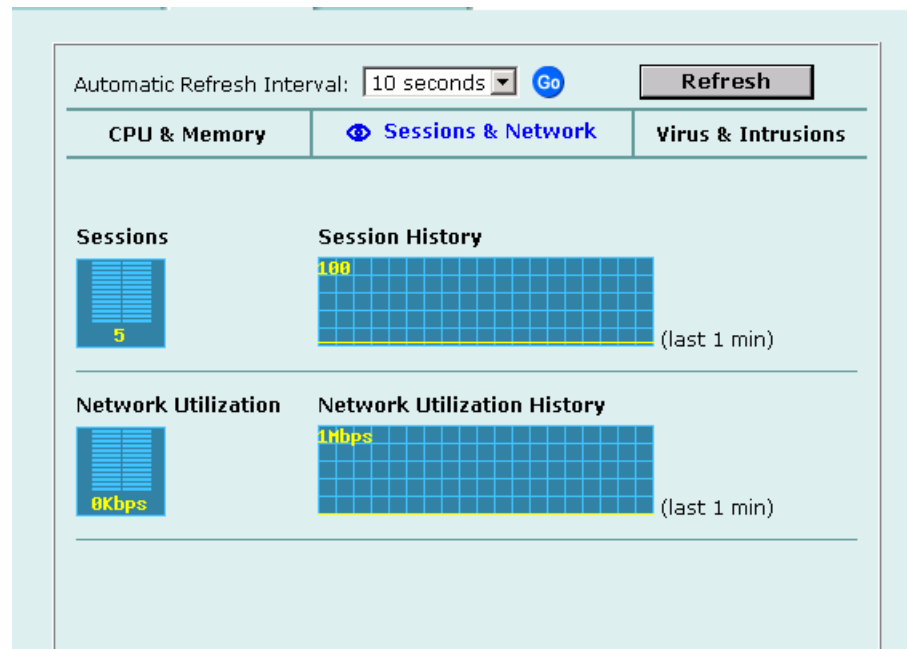 Automatic Refresh Interval: 10 seconds Go Refresh
CPU & Memory Sessions & Network Virus & Intrusions
Sessions Session History
100
5
(last 1 min)
Network Utilization Network Utilization History
1Mbps
0Kbps
(last 1 min)